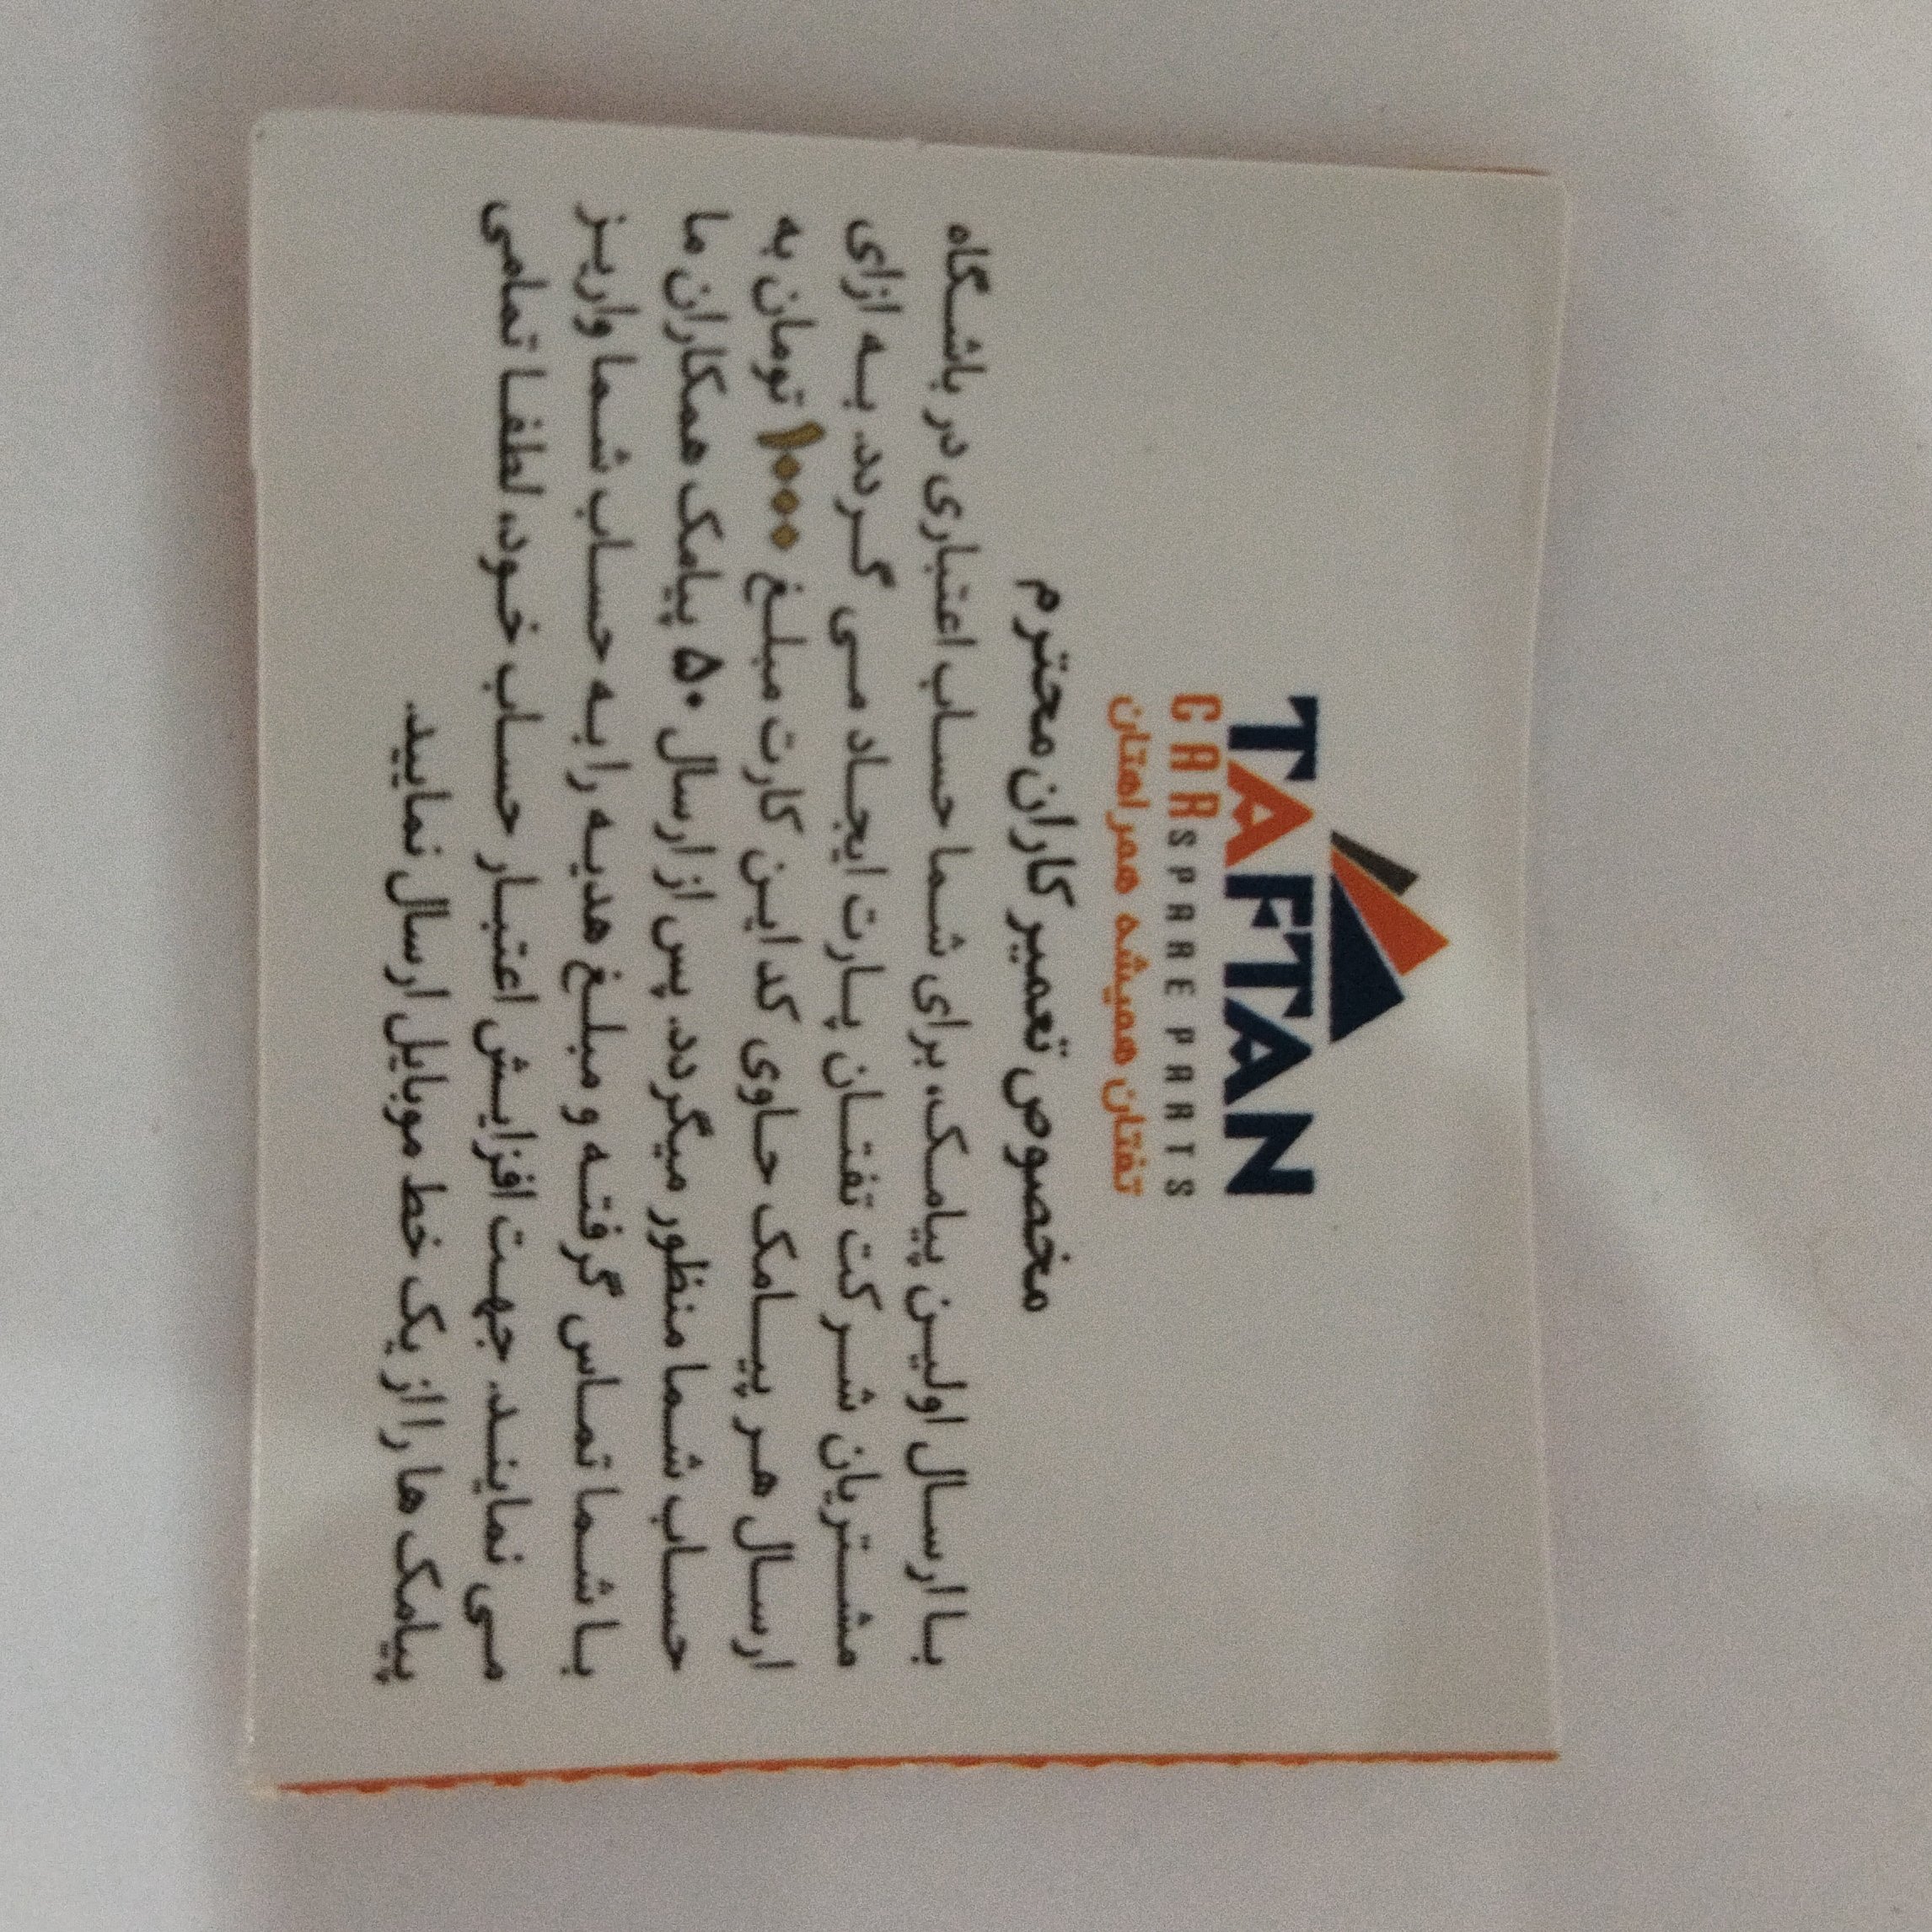 TAFTAN
CAR SPARE PARTS
تفتان همیشه همراهتان
مخصوص تعمیرکاران محترم
با ارسال اولین پیامک، برای شما حساب اعتباری در باشگاه
مشتریان شرکت تفتان پارت ایجاد می گردد. به ازای
ارسال هر پیامک حاوی کد این کارت مبلغ ۱۰۰۰ تومان به
حساب شما منظور میگردد. پس از ارسال ۵۰ پیامک همکاران ما
با شما تماس گرفته و مبلغ هدیه را به حساب شما واریز
می نمایند. جهت افزایش اعتبار حساب خود، لطفا تمامی
پیامک ها را از یک خط موبایل ارسال نمایید.